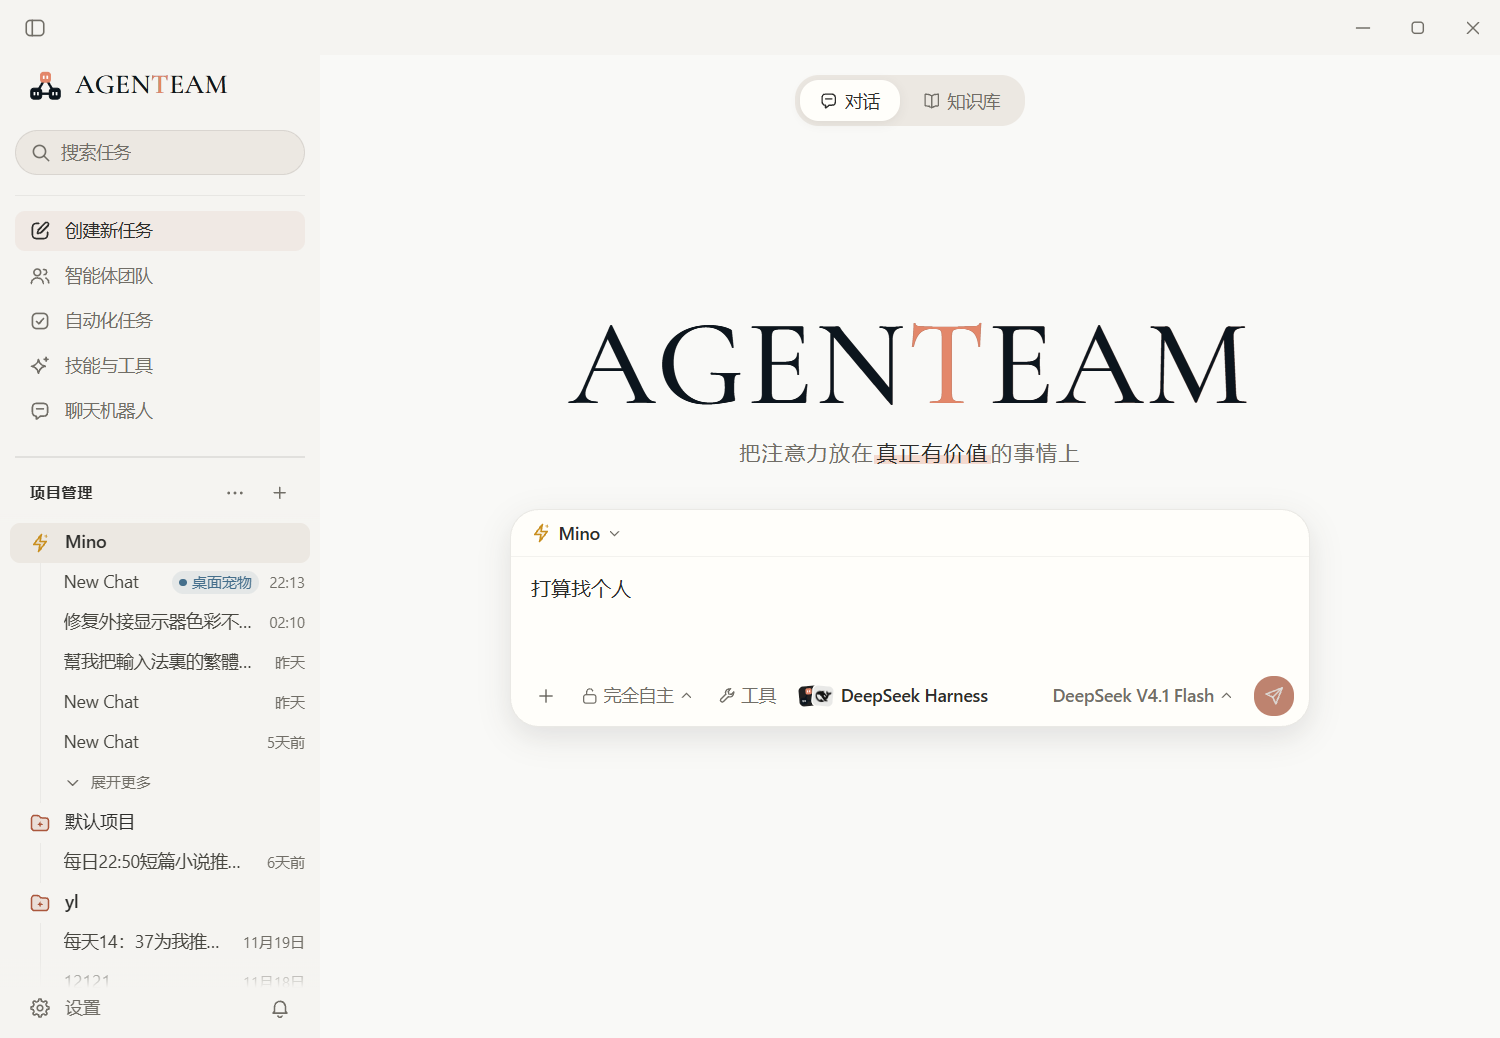 AGENTEAM
对话
知识库
搜索任务
创建新任务
智能体团队
自动化任务
技能与工具
聊天机器人
项目管理
Mino
New Chat 桌面宠物 22:13
修复外接显示器色彩不... 02:10
幫我把輸入法裏的繁體... 昨天
New Chat 昨天
New Chat 5天前
展开更多
默认项目
每日22:50短篇小说推... 6天前
yl
每天14：37为我推... 11月19日
12121 11月18日
设置
AGENTEAM
把注意力放在真正有价值的事情上
Mino
打算找个人
完全自主 工具 DeepSeek Harness DeepSeek V4.1 Flash